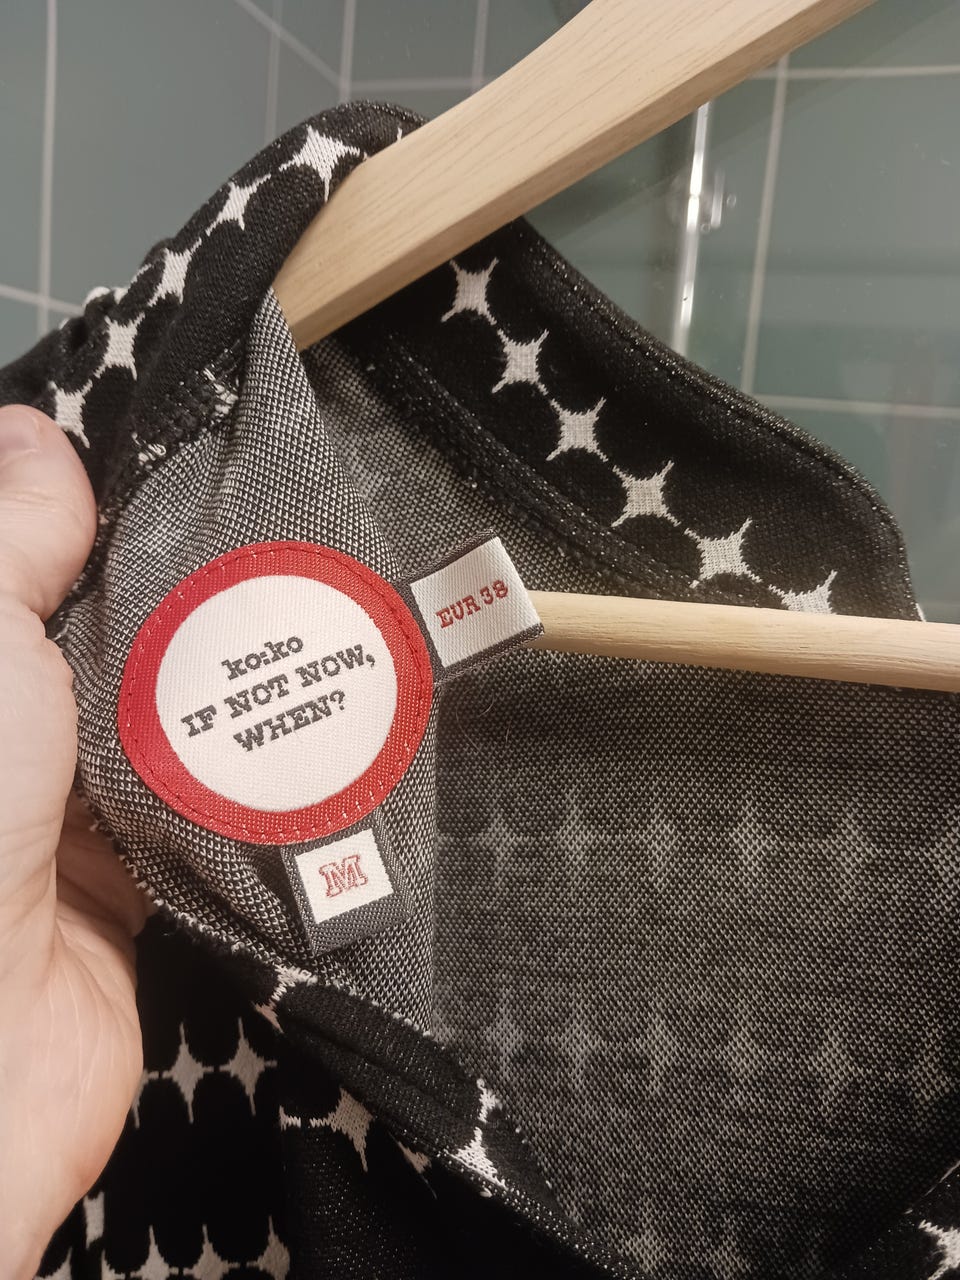 ko:ko
IF NOT NOW,
WHEN?
EUR 38
M